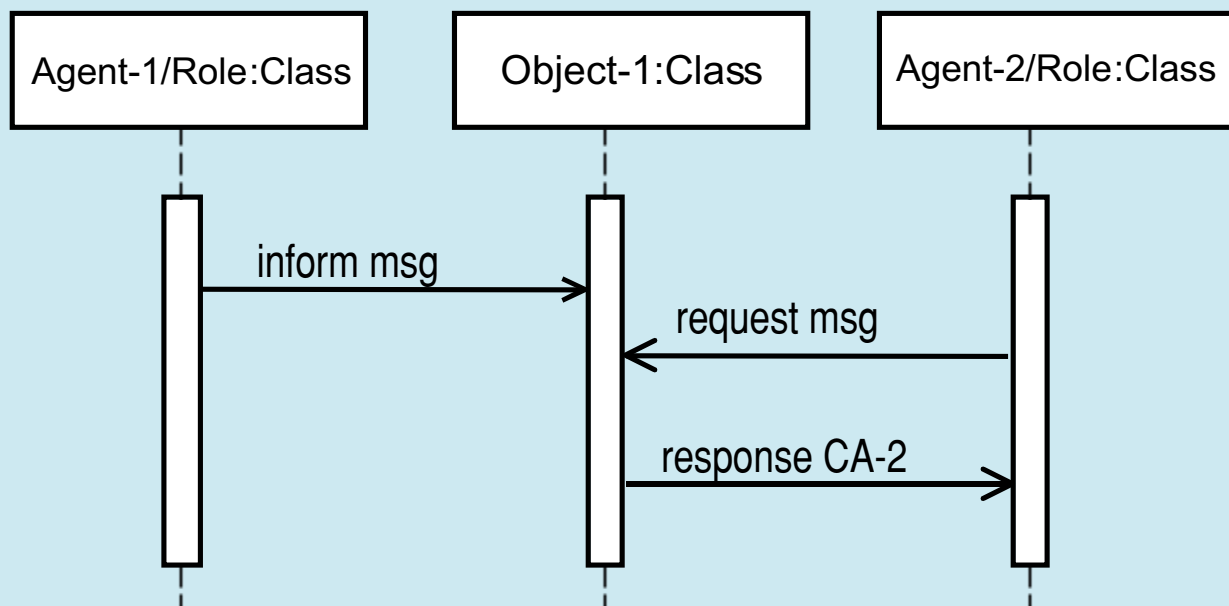 Agent-1/Role:Class
Object-1:Class
Agent-2/Role:Class
inform msg
request msg
response CA-2